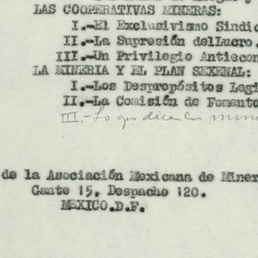 LAS COOPERATIVAS MINERAS:
I.-El Exclusivismo Sindic
II.-La Supresión delLucro.
III.-Un Privilegio Antiecon
LA MINERIA Y EL PLAN SEXENAL:
I.-Los Despropósitos Legi
II.-La Comisión de Fomento
III.-Lo que dicen los mine
de la Asociación Mexicana de Miner
Gante 15, Despacho 120.
MEXICO.D.F.